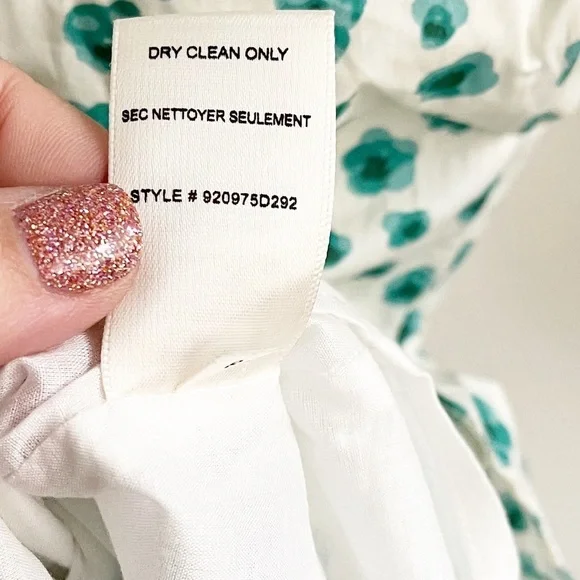 DRY CLEAN ONLY
SEC NETTOYER SEULEMENT
STYLE # 920975D292